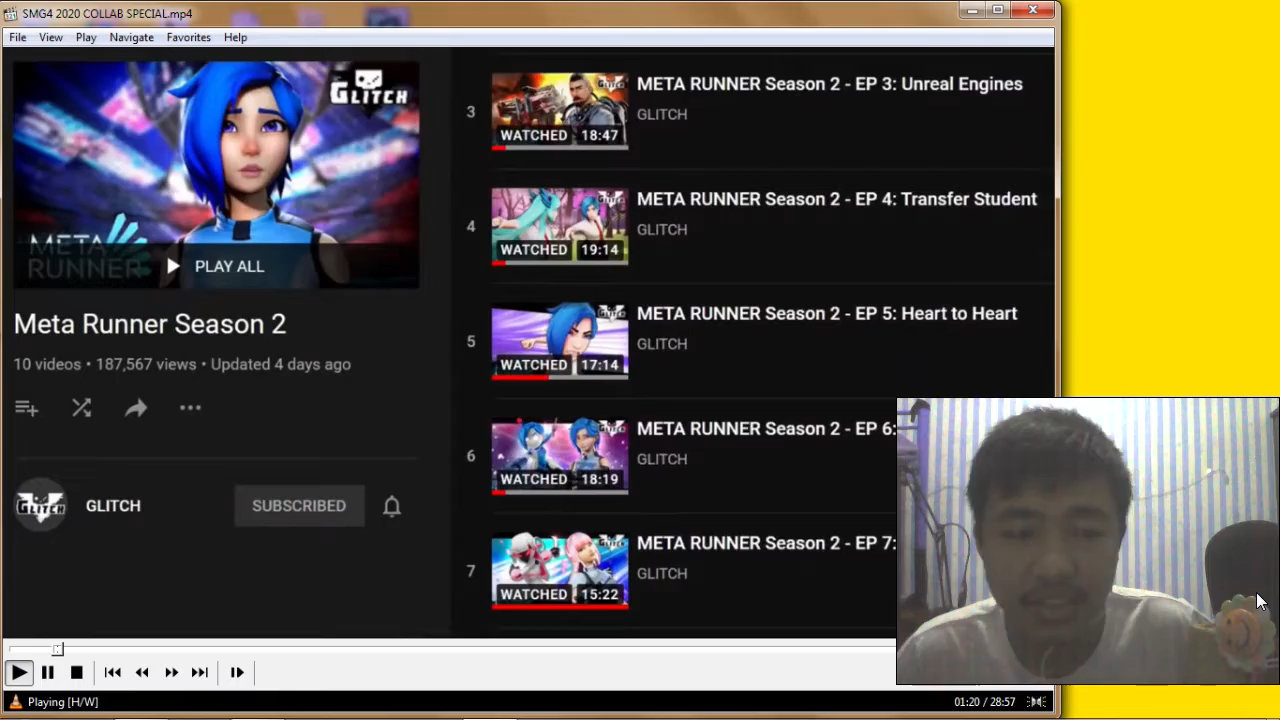 SMG4 2020 COLLAB SPECIAL.mp4
File View Play Navigate Favorites Help
GLITCH
META RUNNER
PLAY ALL
Meta Runner Season 2
10 videos • 187,567 views • Updated 4 days ago
GLITCH
GLITCH
SUBSCRIBED
3
WATCHED 18:47
META RUNNER Season 2 - EP 3: Unreal Engines
GLITCH
4
WATCHED 19:14
META RUNNER Season 2 - EP 4: Transfer Student
GLITCH
5
WATCHED 17:14
META RUNNER Season 2 - EP 5: Heart to Heart
GLITCH
6
WATCHED 18:19
META RUNNER Season 2 - EP 6:
GLITCH
7
WATCHED 15:22
META RUNNER Season 2 - EP 7:
GLITCH
Playing [H/W]
01:20 / 28:57